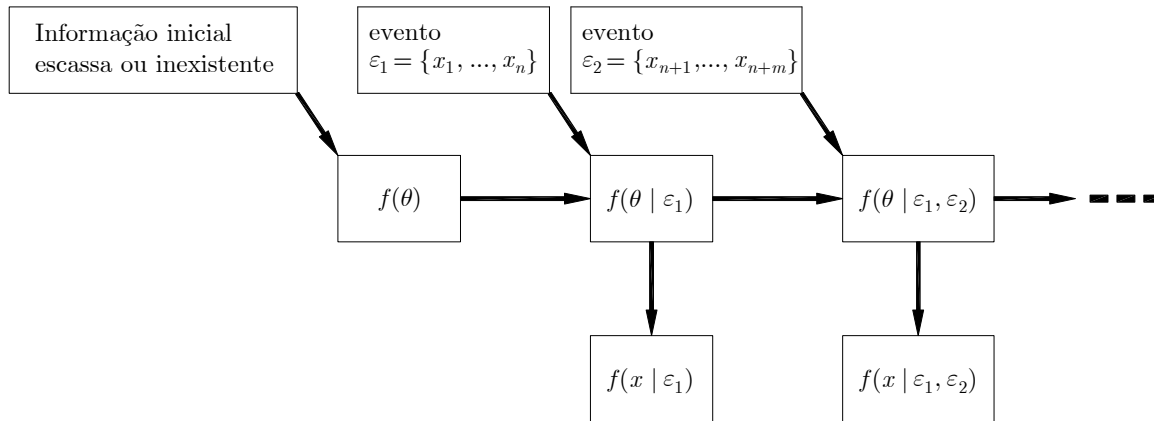 Informação inicial
escassa ou inexistente
evento
ε₁ = {x₁, ..., xₙ}
evento
ε₂ = {xₙ₊₁,..., xₙ₊ₘ}
f(θ)
f(θ | ε₁)
f(θ | ε₁, ε₂)
f(x | ε₁)
f(x | ε₁, ε₂)